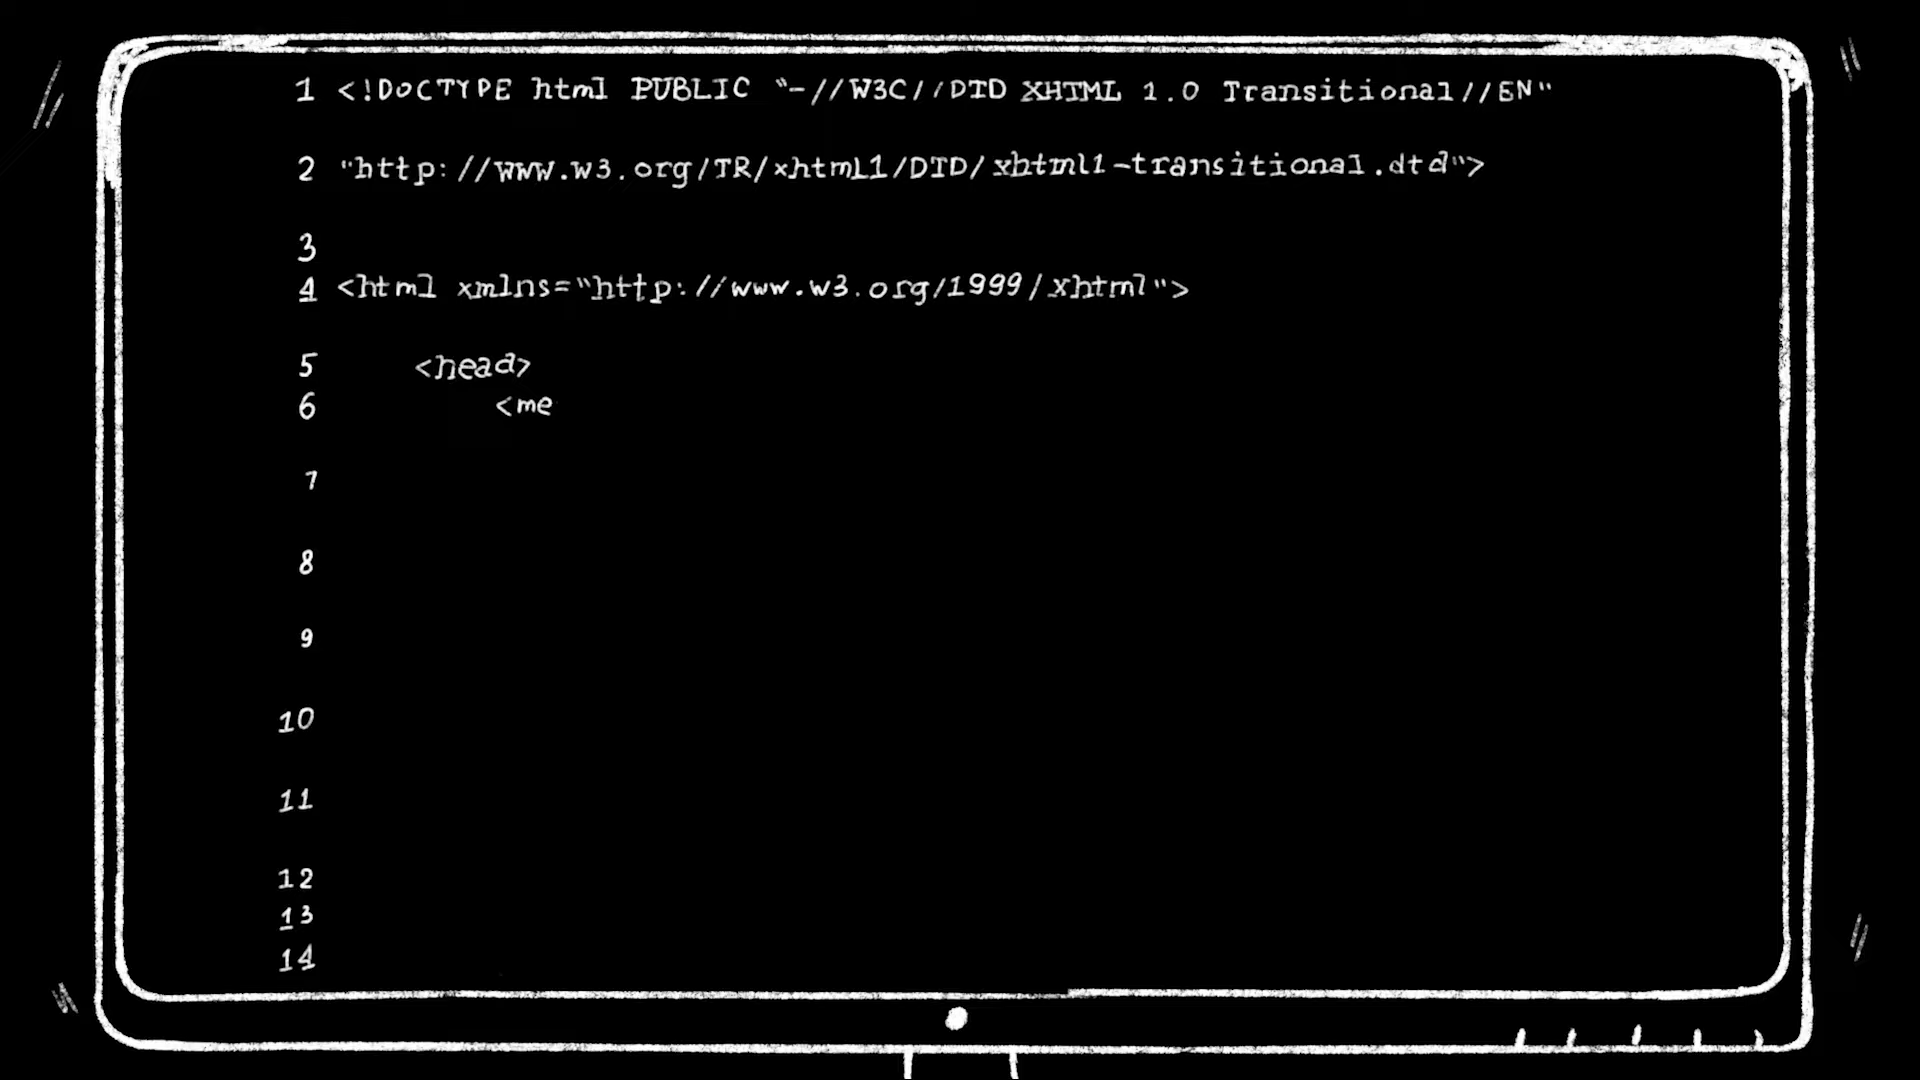 1 <!DOCTYPE html PUBLIC "-//W3C//DTD XHTML 1.0 Transitional//EN"
2 "http://www.w3.org/TR/xhtml1/DTD/xhtml1-transitional.dtd">
3
4 <html xmlns="http://www.w3.org/1999/xhtml">
5 <head>
6 <me
7
8
9
10
11
12
13
14